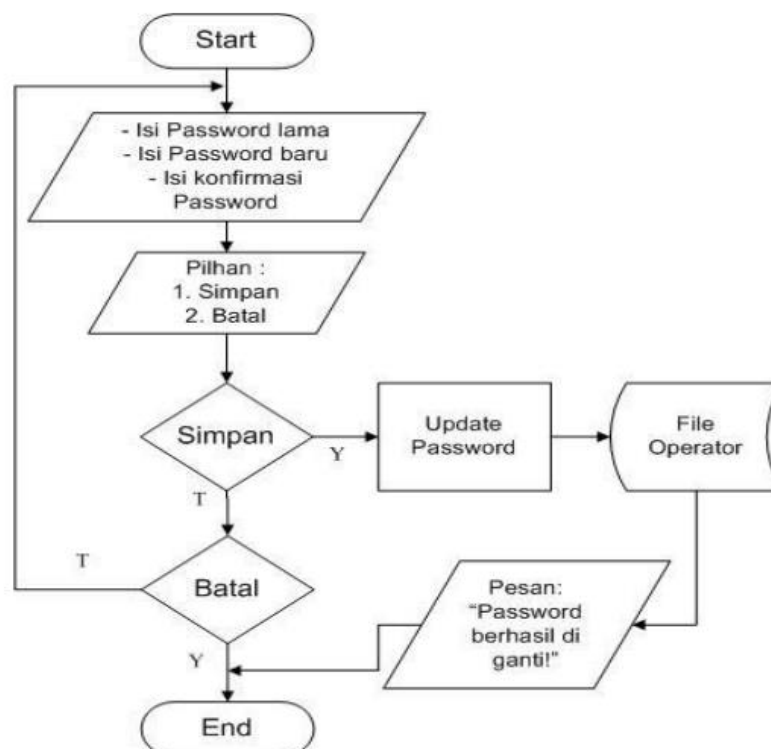 Start
- Isi Password lama
- Isi Password baru
- Isi konfirmasi
Password
Pilhan :
1. Simpan
2. Batal
Simpan
Y
Update
Password
File
Operator
T
T
Batal
Pesan:
“Password
berhasil di
ganti!”
Y
End